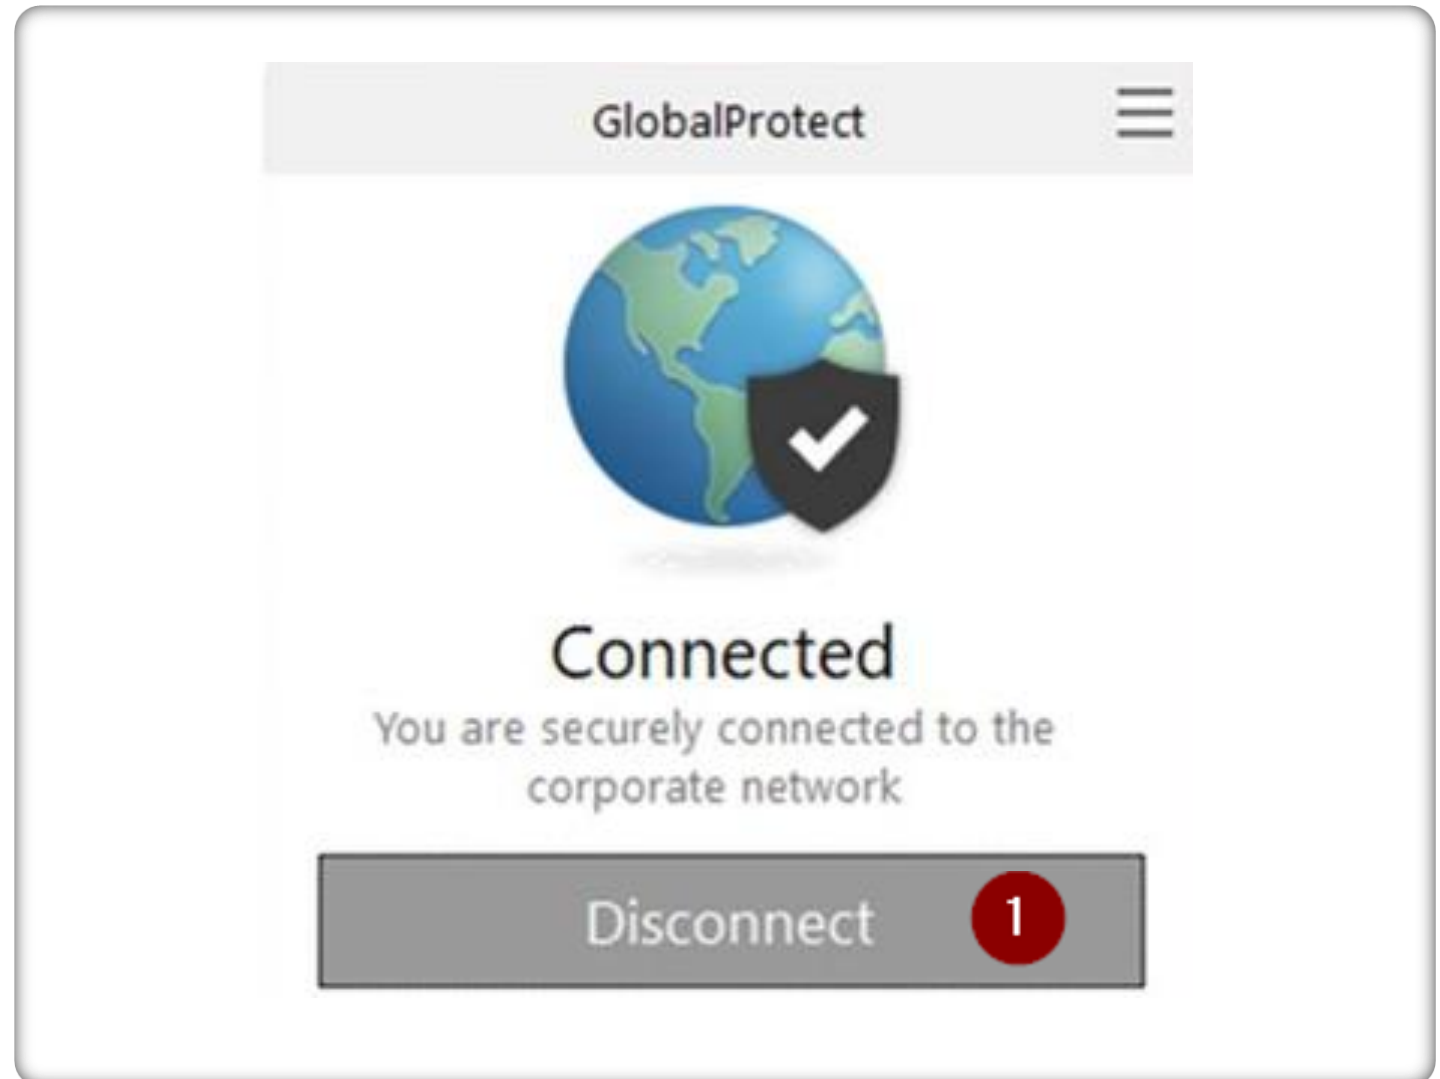 GlobalProtect
Connected
You are securely connected to the
corporate network
Disconnect 1